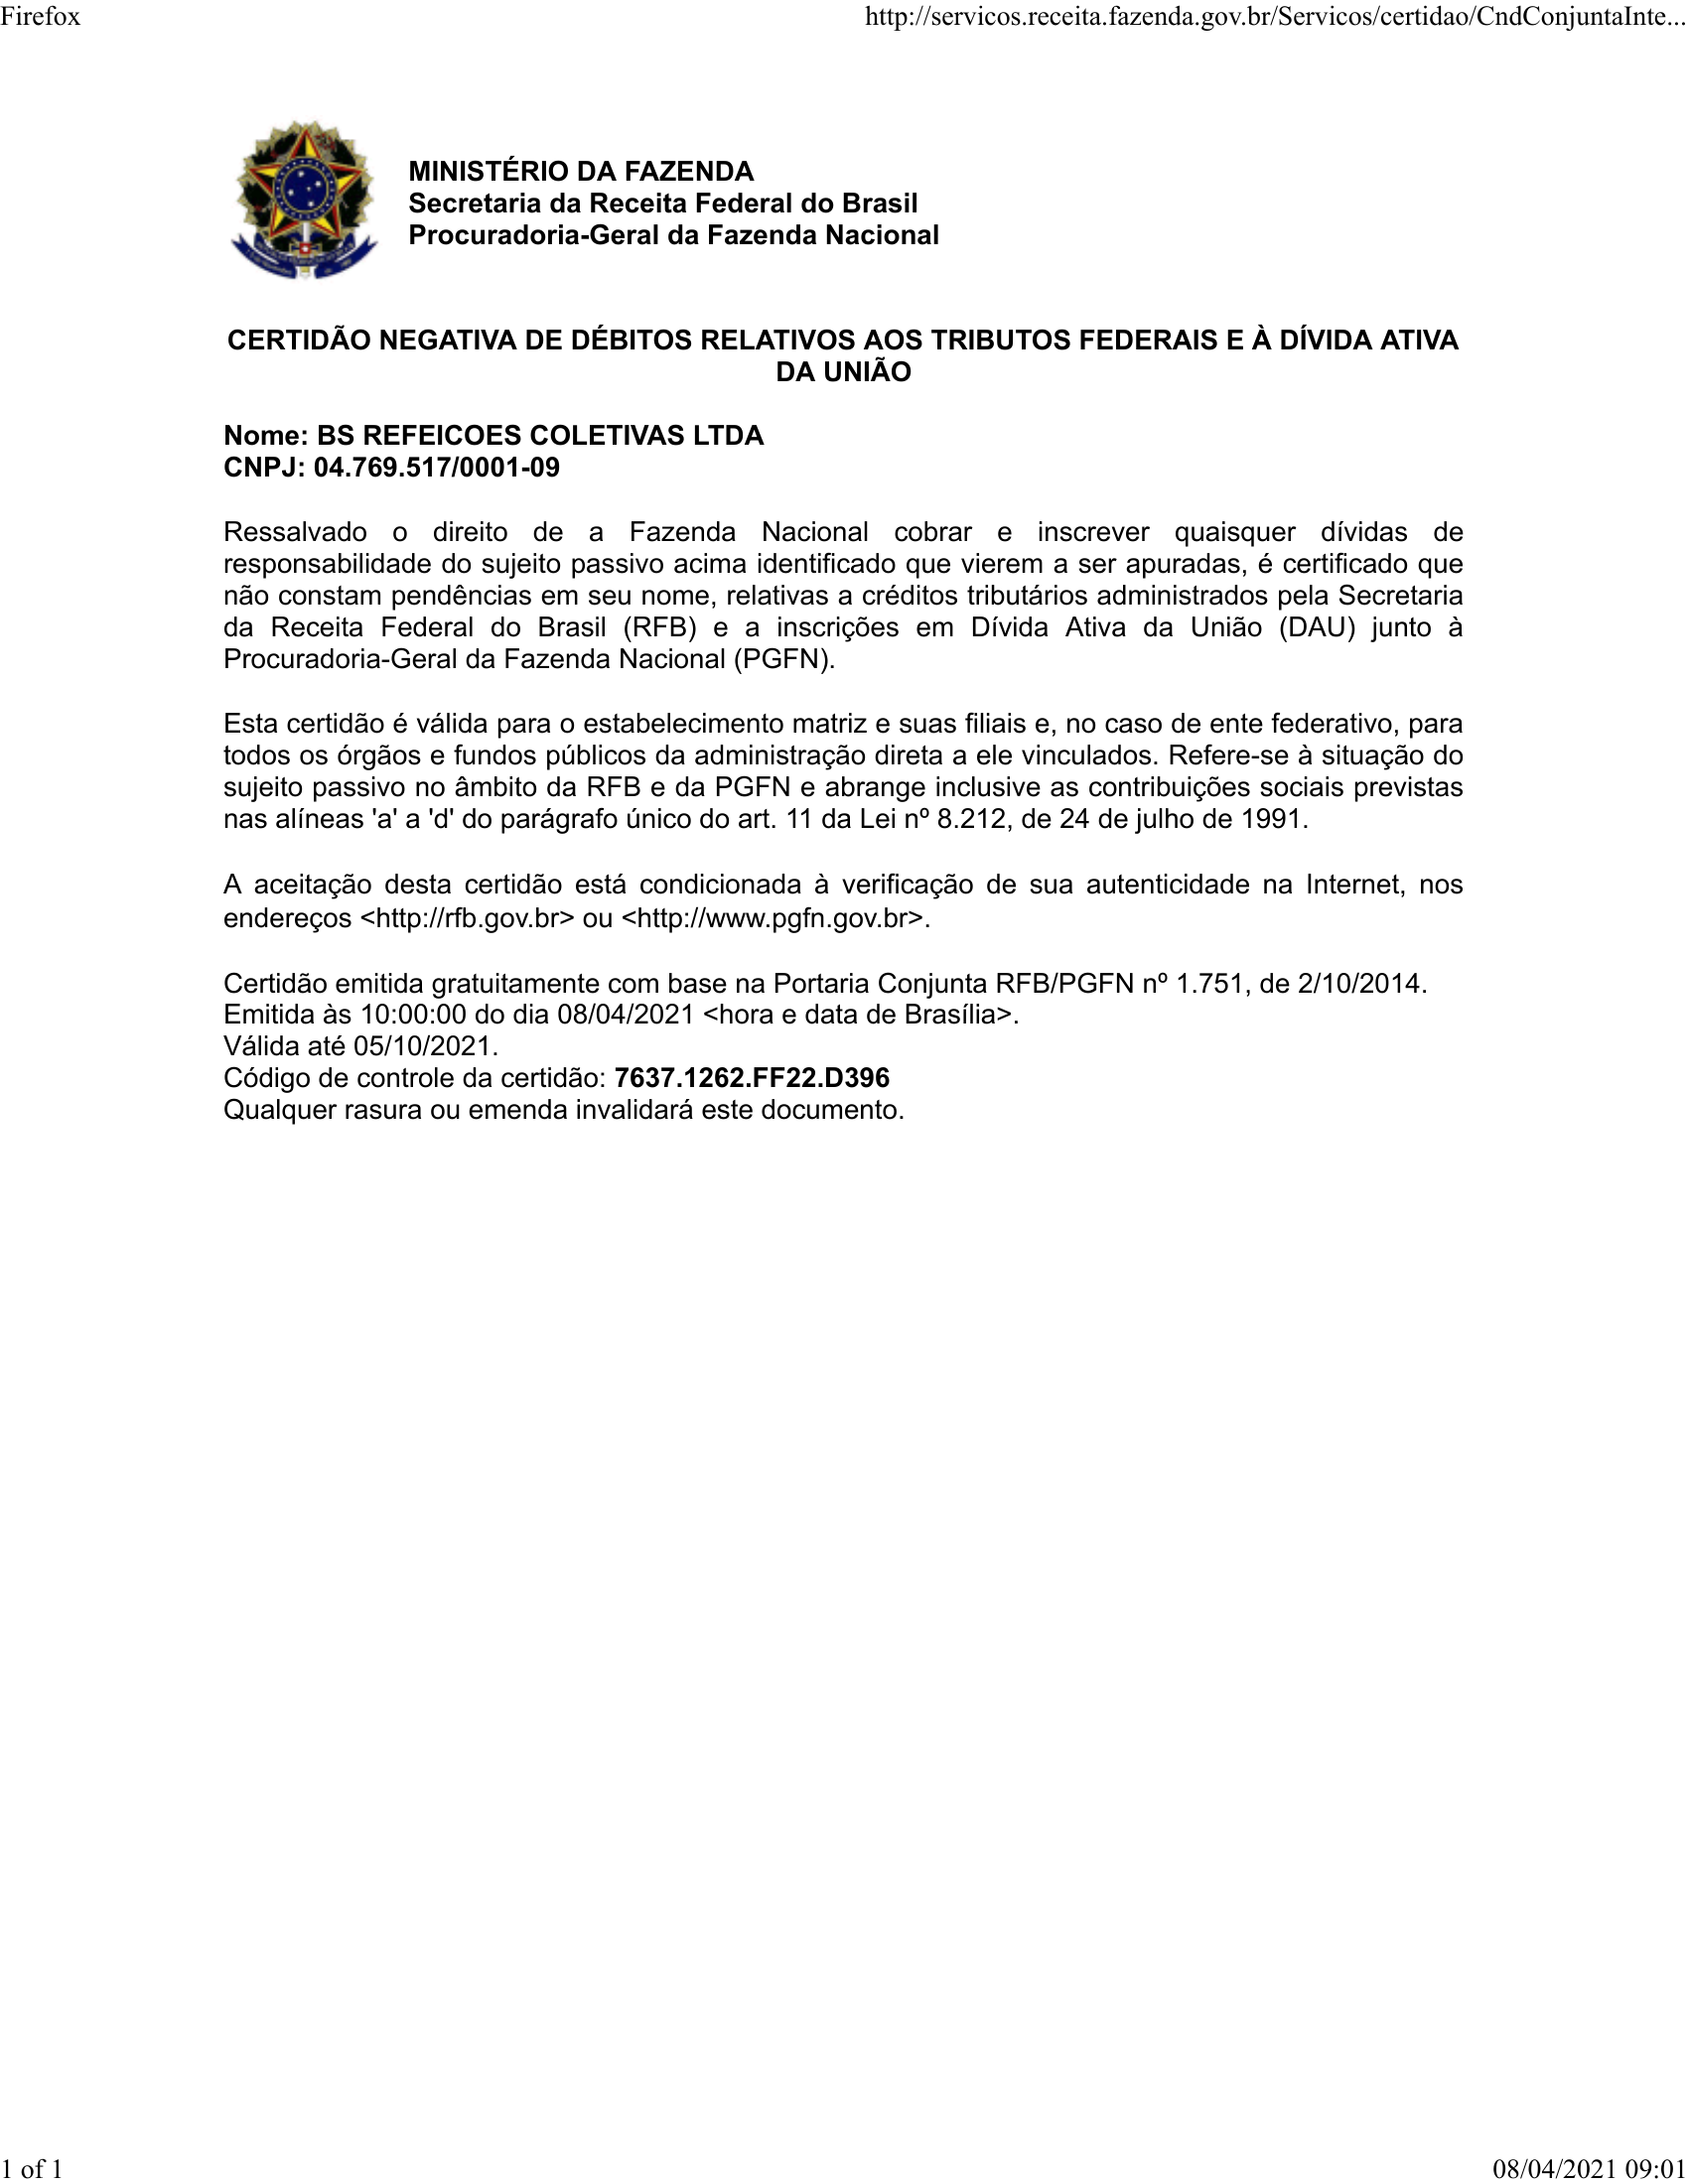 Firefox
http://servicos.receita.fazenda.gov.br/Servicos/certidao/CndConjuntaInte...
MINISTÉRIO DA FAZENDA
Secretaria da Receita Federal do Brasil
Procuradoria-Geral da Fazenda Nacional
CERTIDÃO NEGATIVA DE DÉBITOS RELATIVOS AOS TRIBUTOS FEDERAIS E À DÍVIDA ATIVA
DA UNIÃO
Nome: BS REFEICOES COLETIVAS LTDA
CNPJ: 04.769.517/0001-09
Ressalvado o direito de a Fazenda Nacional cobrar e inscrever quaisquer dívidas de
responsabilidade do sujeito passivo acima identificado que vierem a ser apuradas, é certificado que
não constam pendências em seu nome, relativas a créditos tributários administrados pela Secretaria
da Receita Federal do Brasil (RFB) e a inscrições em Dívida Ativa da União (DAU) junto à
Procuradoria-Geral da Fazenda Nacional (PGFN).
Esta certidão é válida para o estabelecimento matriz e suas filiais e, no caso de ente federativo, para
todos os órgãos e fundos públicos da administração direta a ele vinculados. Refere-se à situação do
sujeito passivo no âmbito da RFB e da PGFN e abrange inclusive as contribuições sociais previstas
nas alíneas 'a' a 'd' do parágrafo único do art. 11 da Lei nº 8.212, de 24 de julho de 1991.
A aceitação desta certidão está condicionada à verificação de sua autenticidade na Internet, nos
endereços <http://rfb.gov.br> ou <http://www.pgfn.gov.br>.
Certidão emitida gratuitamente com base na Portaria Conjunta RFB/PGFN nº 1.751, de 2/10/2014.
Emitida às 10:00:00 do dia 08/04/2021 <hora e data de Brasília>.
Válida até 05/10/2021.
Código de controle da certidão: 7637.1262.FF22.D396
Qualquer rasura ou emenda invalidará este documento.
1 of 1
08/04/2021 09:01